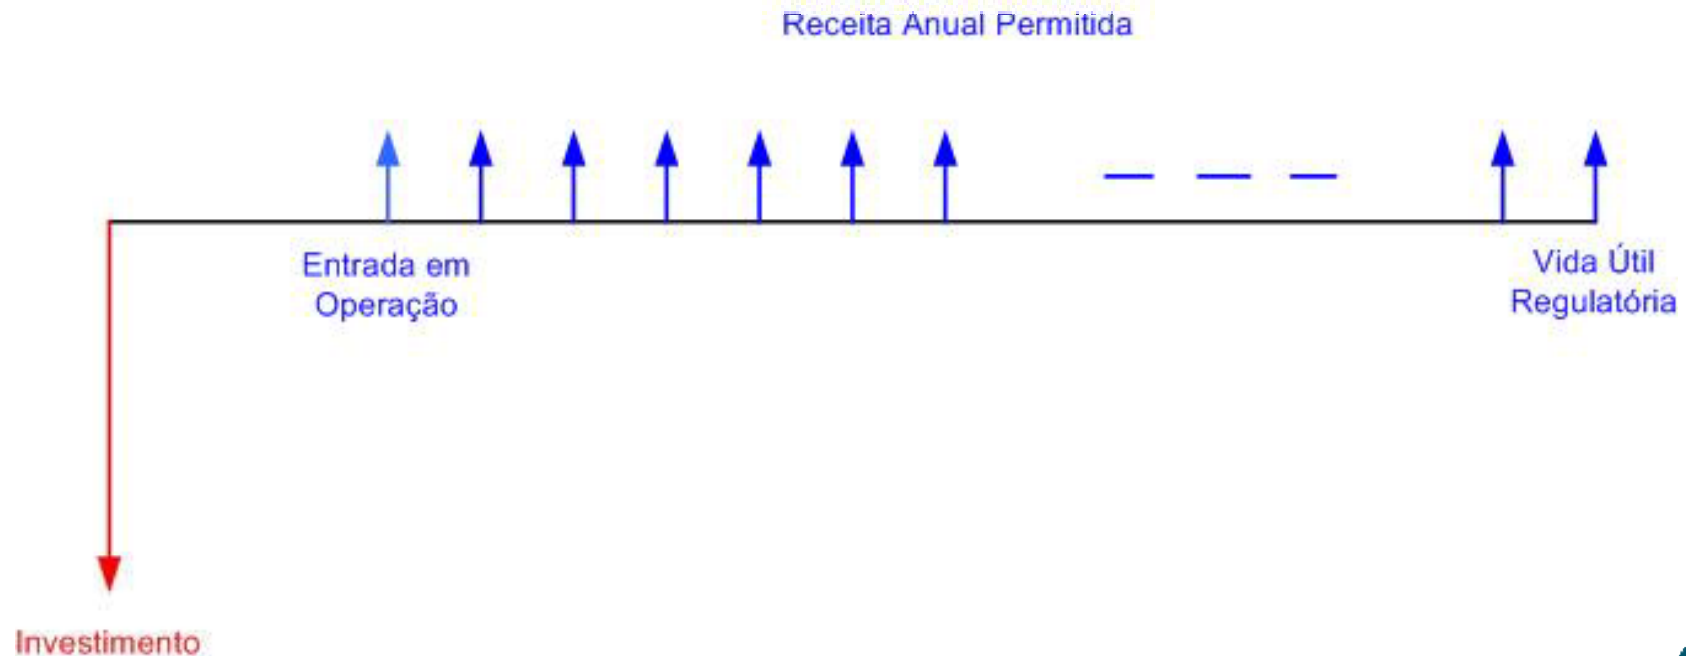 Receita Anual Permitida
Entrada em
Operação
Vida Útil
Regulatória
Investimento